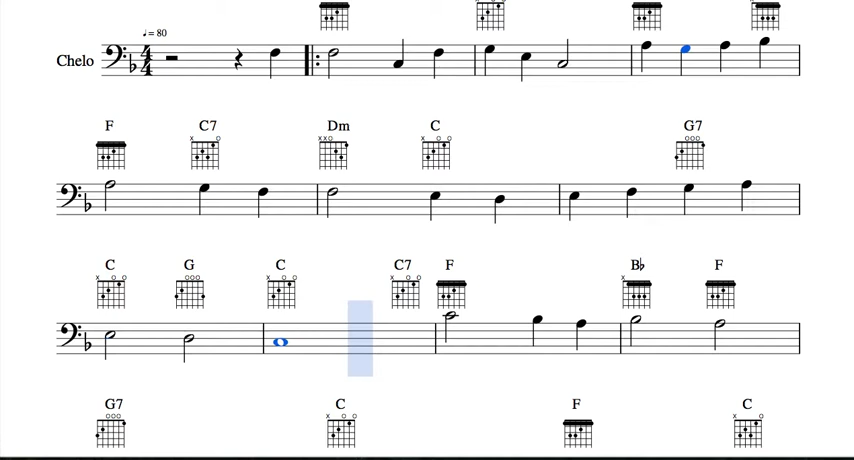 ♩ = 80
Chelo
F C7 Dm C G7
C G C C7 F B♭ F
G7 C F C